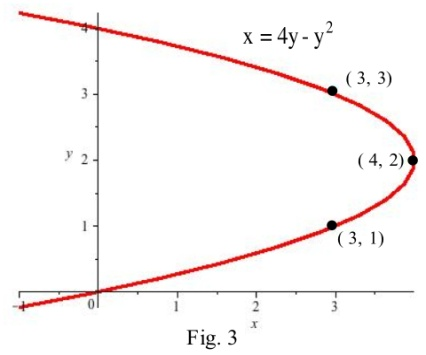 x = 4y - y²
4
( 3, 3)
3
y
2
( 4, 2)
1
( 3, 1)
-1
0
1
2
3
x
Fig. 3